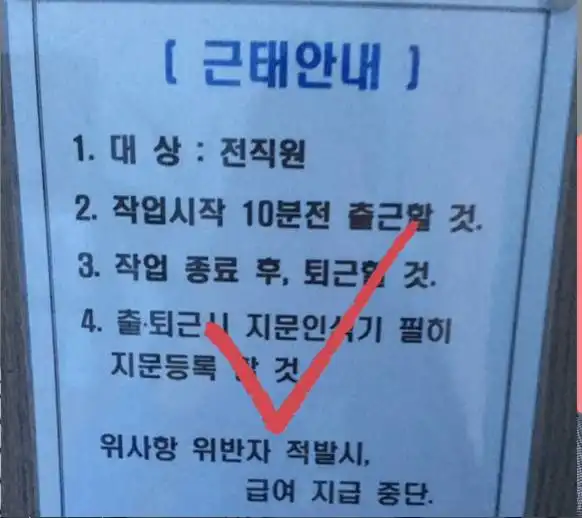 [ 근태안내 ]
1. 대 상 : 전직원
2. 작업시작 10분전 출근할 것.
3. 작업 종료 후, 퇴근할 것.
4. 출·퇴근시 지문인식기 필히
지문등록 할 것
위사항 위반자 적발시,
급여 지급 중단.